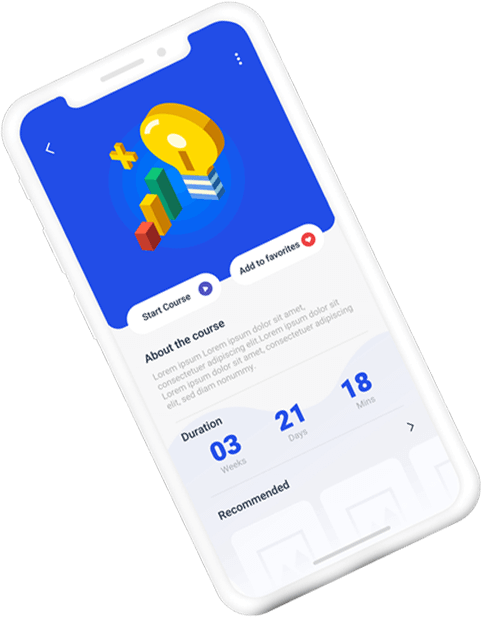 Start Course
Add to favorites
About the course
Lorem ipsum Lorem ipsum dolor sit amet,
consectetuer adipiscing elit.Lorem ipsum dolor sit
Lorem ipsum dolor sit amet, consectetuer adipiscing
elit, sed diam nonummy.
Duration
03 21 18
Weeks Days Mins
Recommended